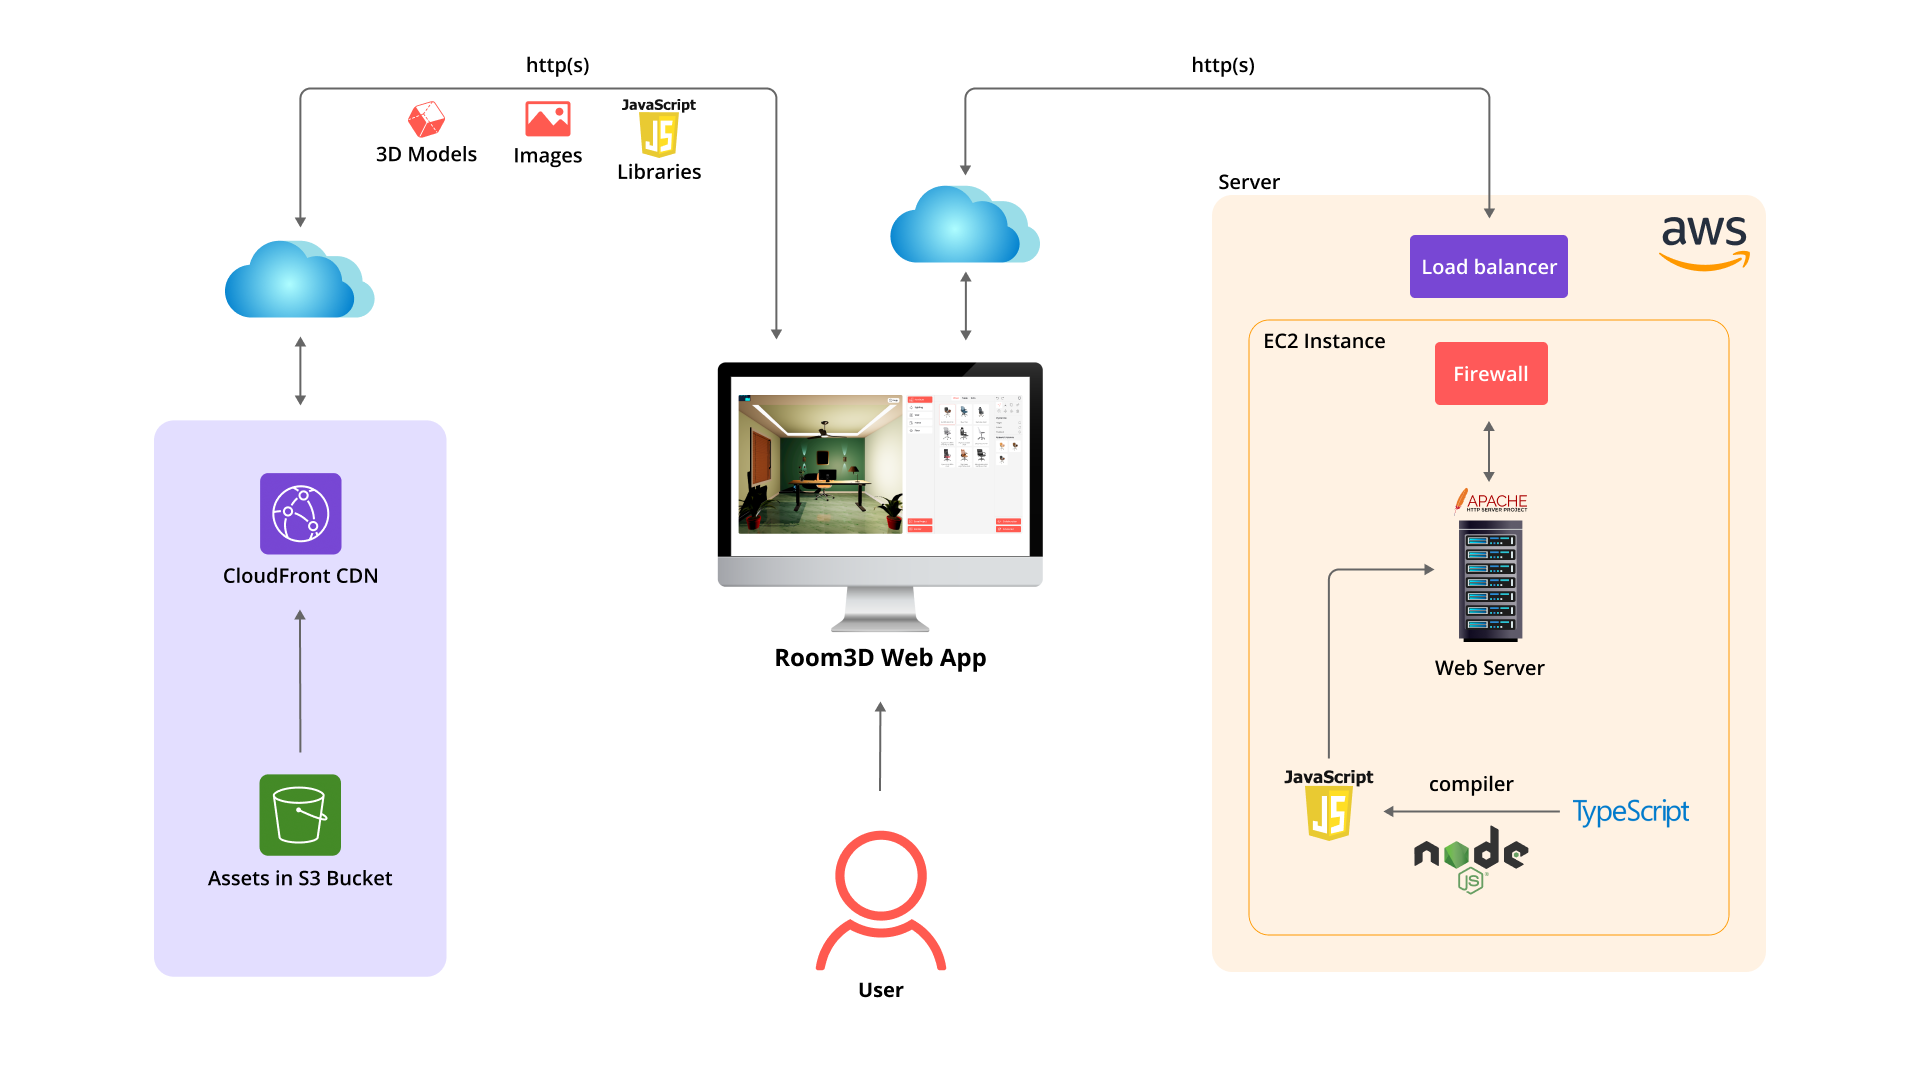 http(s)
http(s)
3D Models
Images
JavaScript
JS
Libraries
Server
aws
Load balancer
EC2 Instance
Firewall
APACHE
HTTP SERVER PROJECT
Web Server
CloudFront CDN
Room3D Web App
JavaScript
JS
compiler
TypeScript
node
JS
Assets in S3 Bucket
User